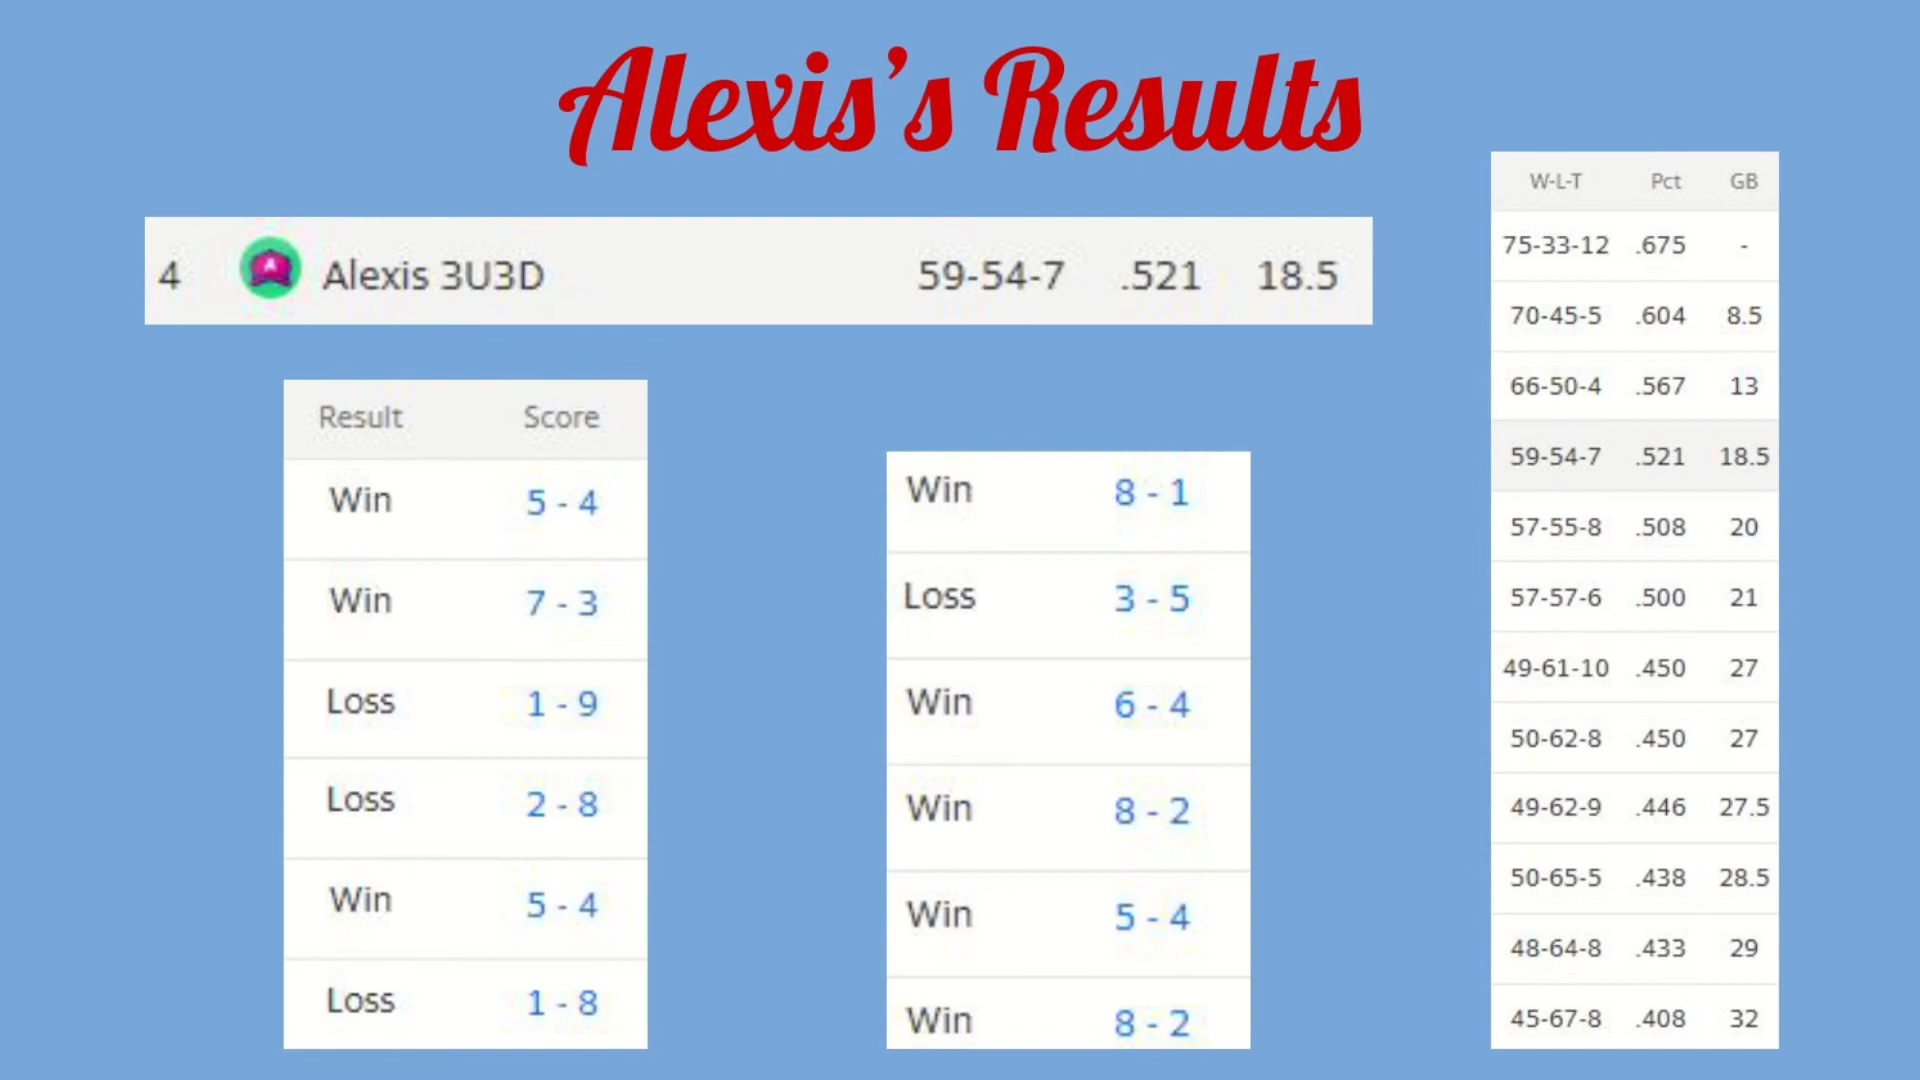 Alexis's Results
4 A Alexis 3U3D 59-54-7 .521 18.5
Result Score
Win 5 - 4
Win 7 - 3
Loss 1 - 9
Loss 2 - 8
Win 5 - 4
Loss 1 - 8
Win 8 - 1
Loss 3 - 5
Win 6 - 4
Win 8 - 2
Win 5 - 4
Win 8 - 2
W-L-T Pct GB
75-33-12 .675 -
70-45-5 .604 8.5
66-50-4 .567 13
59-54-7 .521 18.5
57-55-8 .508 20
57-57-6 .500 21
49-61-10 .450 27
50-62-8 .450 27
49-62-9 .446 27.5
50-65-5 .438 28.5
48-64-8 .433 29
45-67-8 .408 32